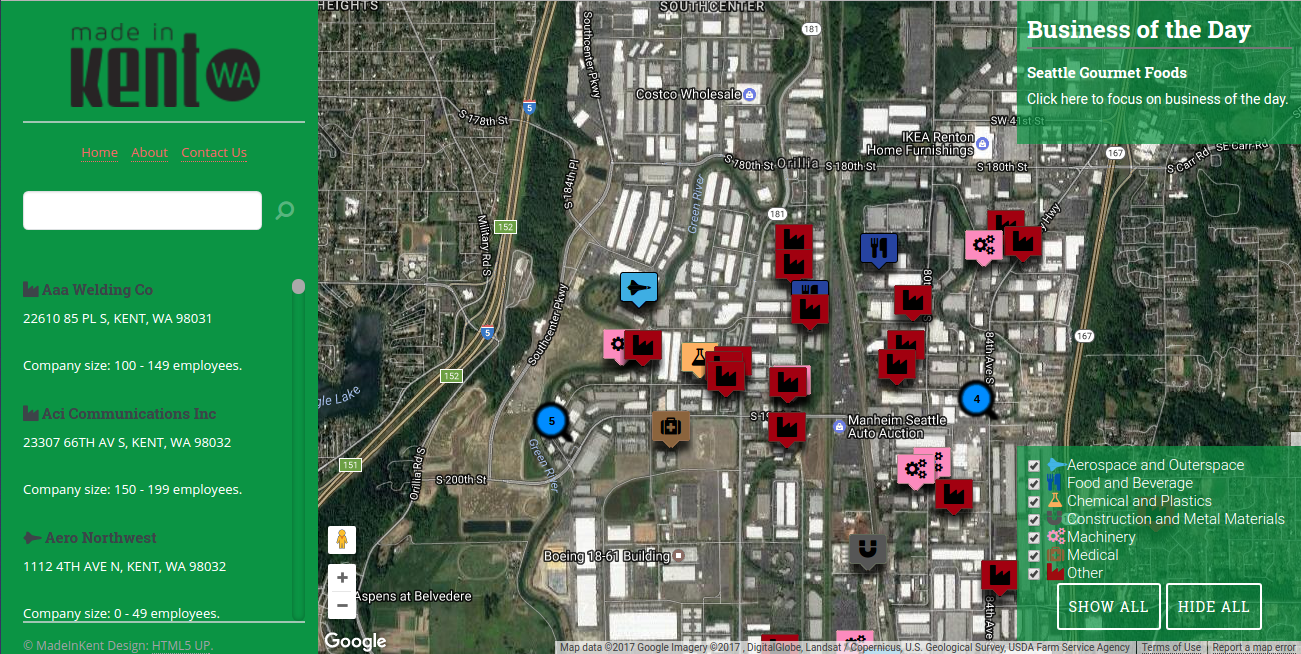 made in
kent WA
Home About Contact Us
Aaa Welding Co
22610 85 PL S, KENT, WA 98031
Company size: 100 - 149 employees.
Aci Communications Inc
23307 66TH AV S, KENT, WA 98032
Company size: 150 - 199 employees.
Aero Northwest
1112 4TH AVE N, KENT, WA 98032
Company size: 0 - 49 employees.
© MadeInKent Design: HTML5 UP.
HEIGHTS
SOUTHCENTER
181
Southcenter Pkwy
Costco Wholesale
5
S 178th St
IKEA Renton
Home Furnishings
SW 41st St
167
SE Carr Rd
S Carr Rd
S 180th St
Orillia
S 180th St
S 180th St
S 184th Pl
Green River
181
Military Rd S
152
80t
Southcenter Pkwy
5
167
84th Ave S
152
gle Lake
5
4
S 19
Manheim Seattle
Auto Auction
151
Orillia Rd S
S 200th St
Green River
Boeing 18-61 Building
Aspens at Belvedere
84th Ave
+
−
Google
Business of the Day
Seattle Gourmet Foods
Click here to focus on business of the day.
Aerospace and Outerspace
Food and Beverage
Chemical and Plastics
Construction and Metal Materials
Machinery
Medical
Other
SHOW ALL HIDE ALL
Map data ©2017 Google Imagery ©2017 , DigitalGlobe, Landsat / Copernicus, U.S. Geological Survey, USDA Farm Service Agency Terms of Use Report a map error